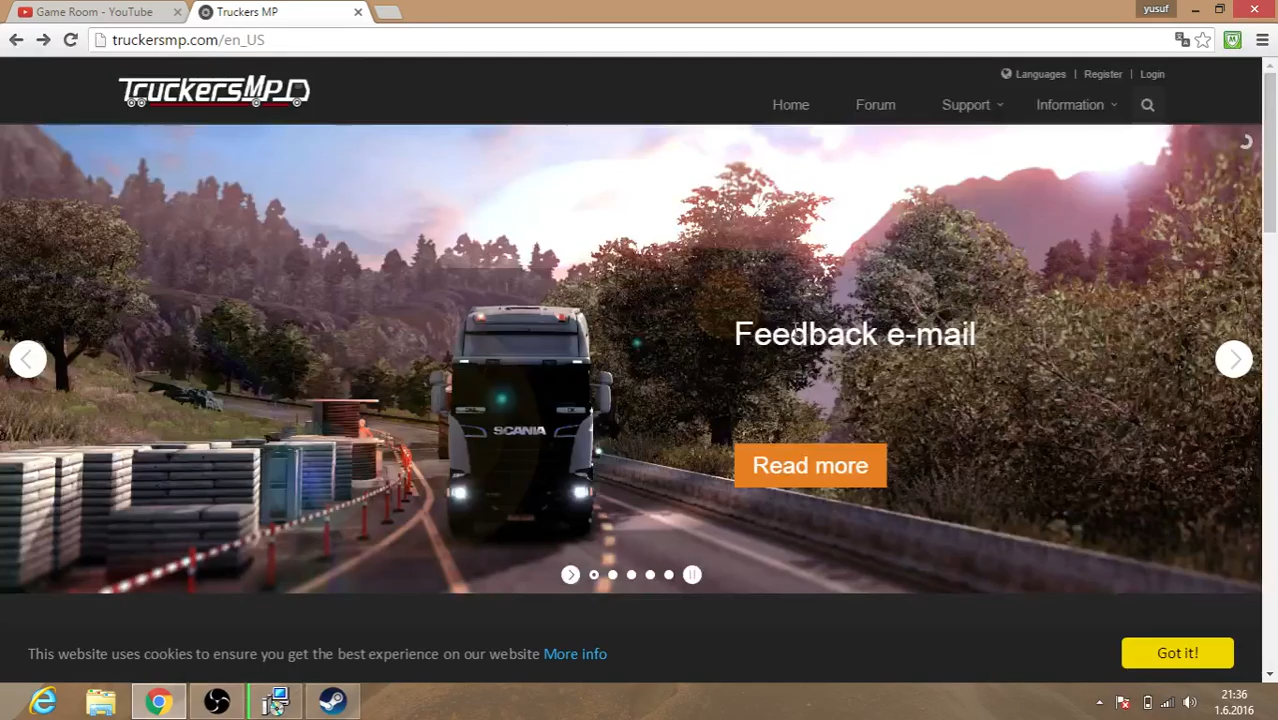 Game Room - YouTube
Truckers MP
yusuf
truckersmp.com/en_US
TruckersMP
Languages | Register | Login
Home Forum Support Information
SCANIA
Feedback e-mail
Read more
This website uses cookies to ensure you get the best experience on our website More info
Got it!
21:36
1.6.2016